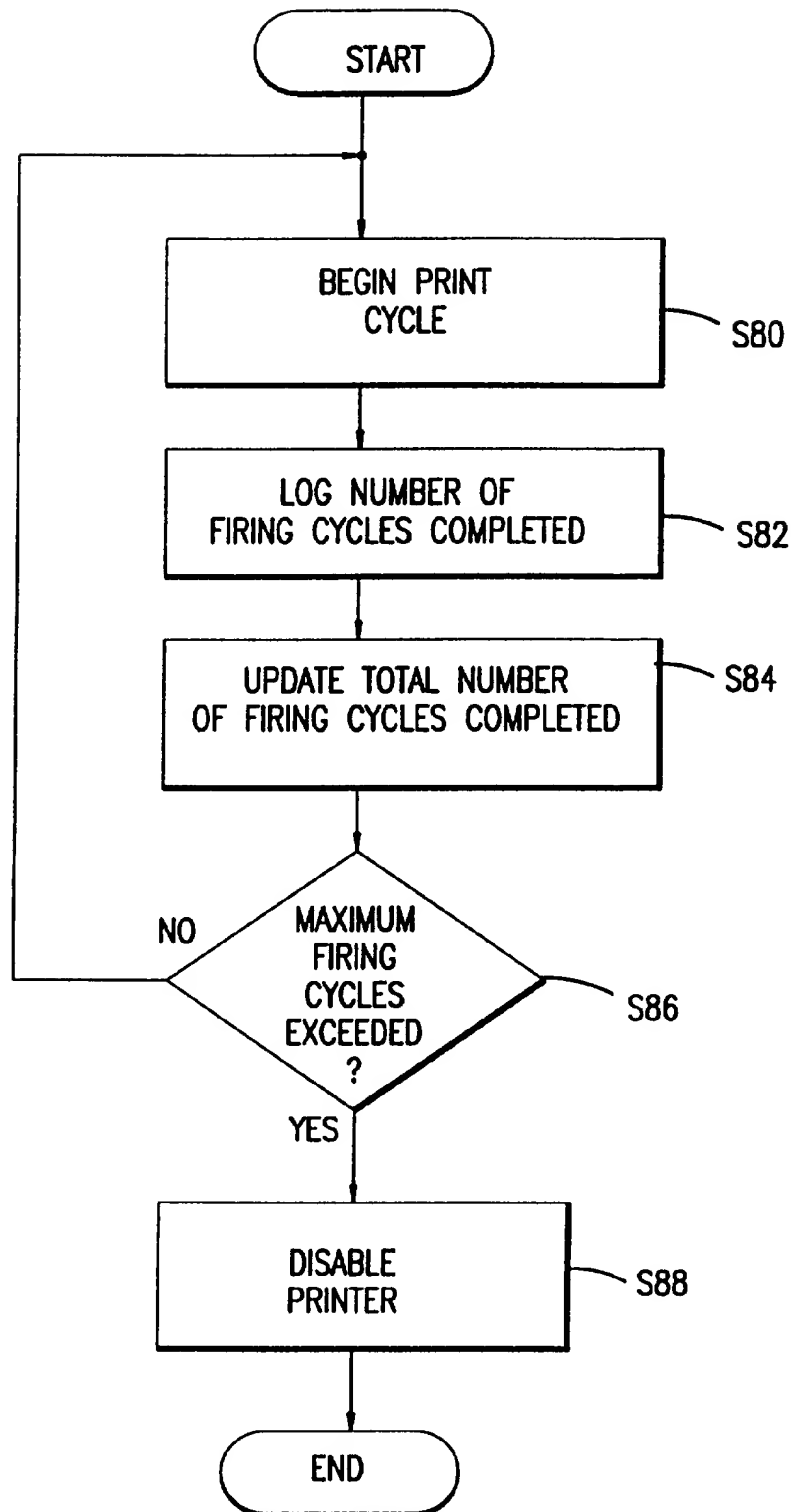 START
BEGIN PRINT
CYCLE
S80
LOG NUMBER OF
FIRING CYCLES COMPLETED
S82
UPDATE TOTAL NUMBER
OF FIRING CYCLES COMPLETED
S84
NO
MAXIMUM
FIRING
CYCLES
EXCEEDED
?
S86
YES
DISABLE
PRINTER
S88
END